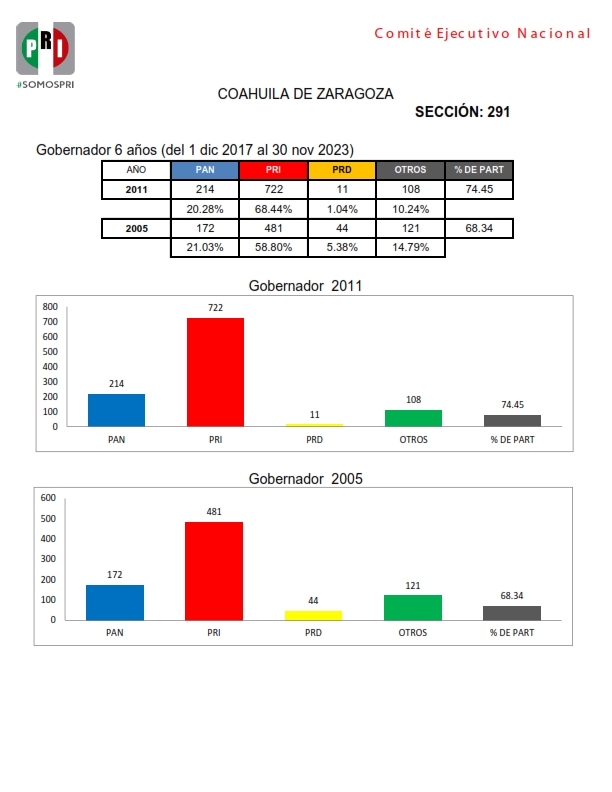 PRI
#SOMOSPRI
Comité Ejecutivo Nacional
COAHUILA DE ZARAGOZA
SECCIÓN: 291
Gobernador 6 años (del 1 dic 2017 al 30 nov 2023)
AÑO PAN PRI PRD OTROS % DE PART
2011 214 722 11 108 74.45
20.28% 68.44% 1.04% 10.24%
2005 172 481 44 121 68.34
21.03% 58.80% 5.38% 14.79%
Gobernador 2011
800
700
600
500
400
300
200
100
0
214
722
11
108
74.45
PAN PRI PRD OTROS % DE PART
Gobernador 2005
600
500
400
300
200
100
0
172
481
44
121
68.34
PAN PRI PRD OTROS % DE PART